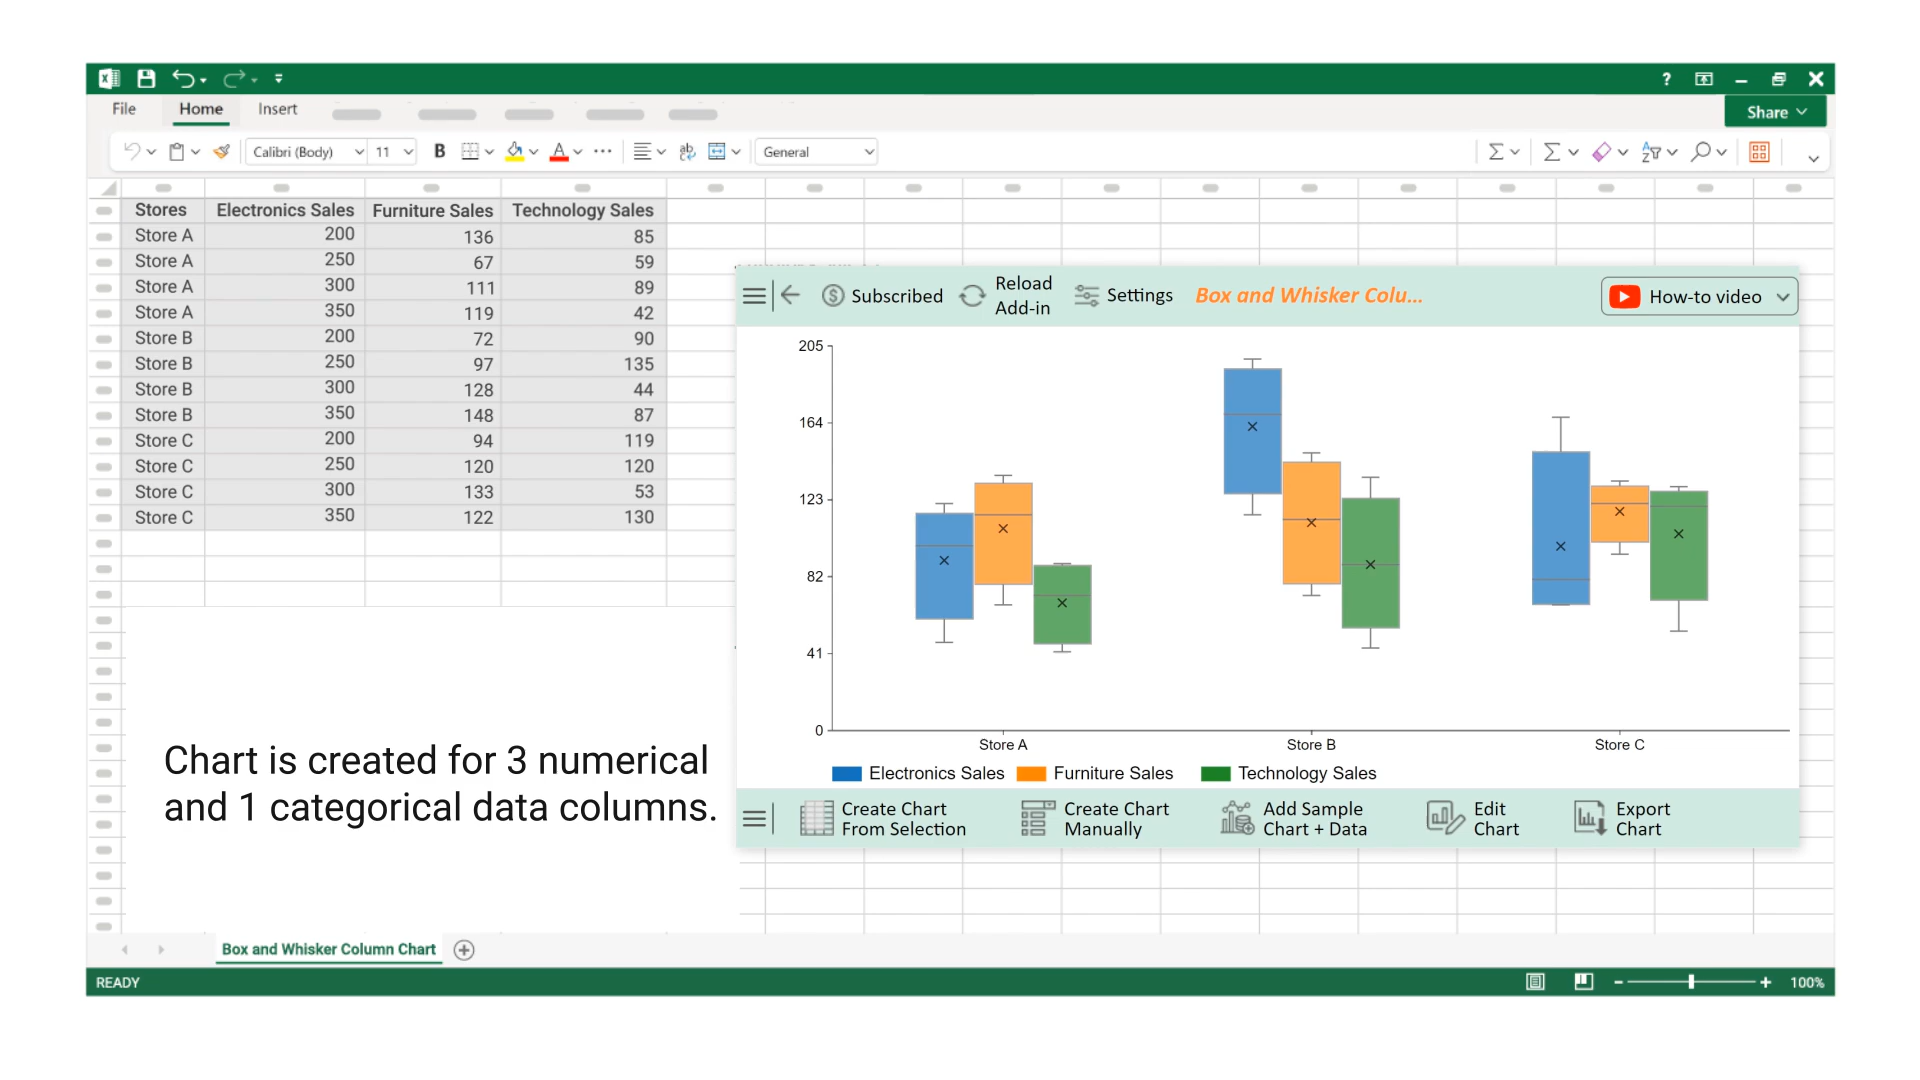 File Home Insert Share
Calibri (Body) 11 B A General
Stores Electronics Sales Furniture Sales Technology Sales
Store A 200 136 85
Store A 250 67 59
Store A 300 111 89
Store A 350 119 42
Store B 200 72 90
Store B 250 97 135
Store B 300 128 44
Store B 350 148 87
Store C 200 94 119
Store C 250 120 120
Store C 300 133 53
Store C 350 122 130
Subscribed
Reload
Add-in
Settings
Box and Whisker Colu...
How-to video
205
164
123
82
41
0
Store A Store B Store C
Electronics Sales Furniture Sales Technology Sales
Create Chart
From Selection
Create Chart
Manually
Add Sample
Chart + Data
Edit
Chart
Export
Chart
Chart is created for 3 numerical
and 1 categorical data columns.
Box and Whisker Column Chart
READY 100%